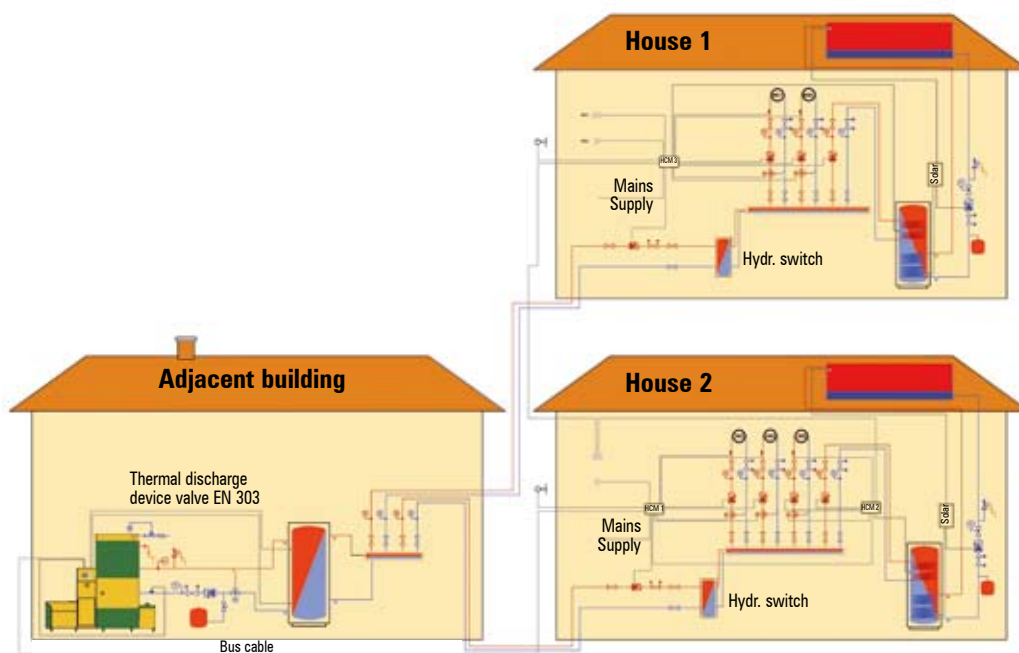 House 1
HCM 3
Mains
Supply
Solar
Hydr. switch
Adjacent building
Thermal discharge
device valve EN 303
Bus cable
House 2
HCM 1
HCM 2
Mains
Supply
Solar
Hydr. switch